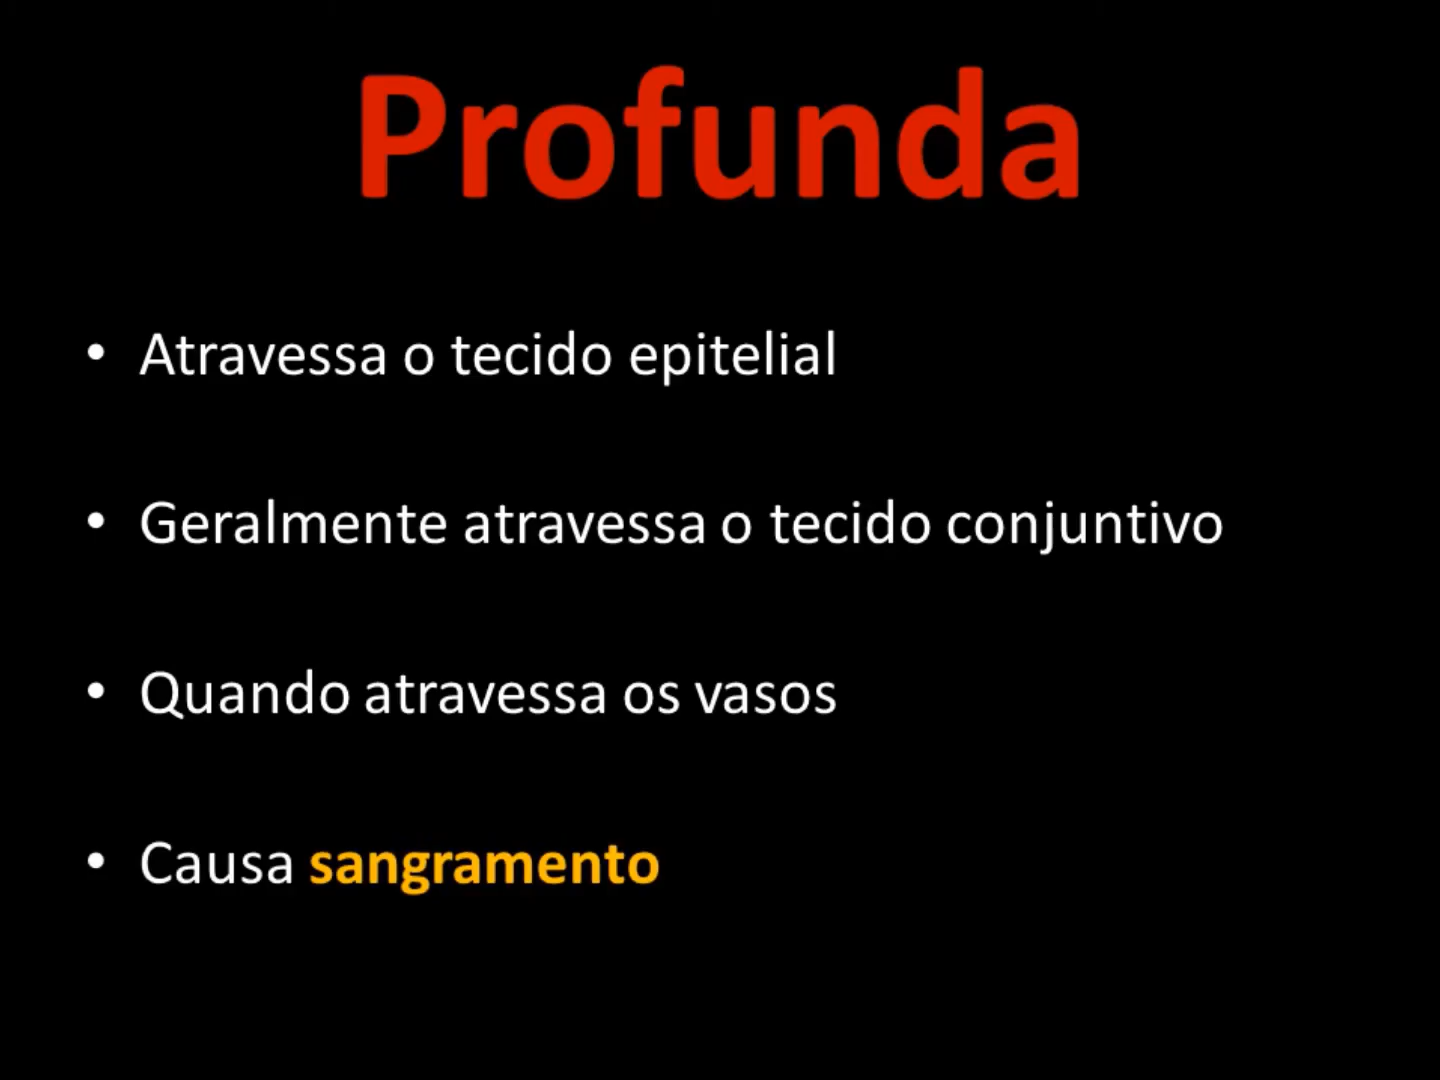 Profunda
• Atravessa o tecido epitelial
• Geralmente atravessa o tecido conjuntivo
• Quando atravessa os vasos
• Causa sangramento